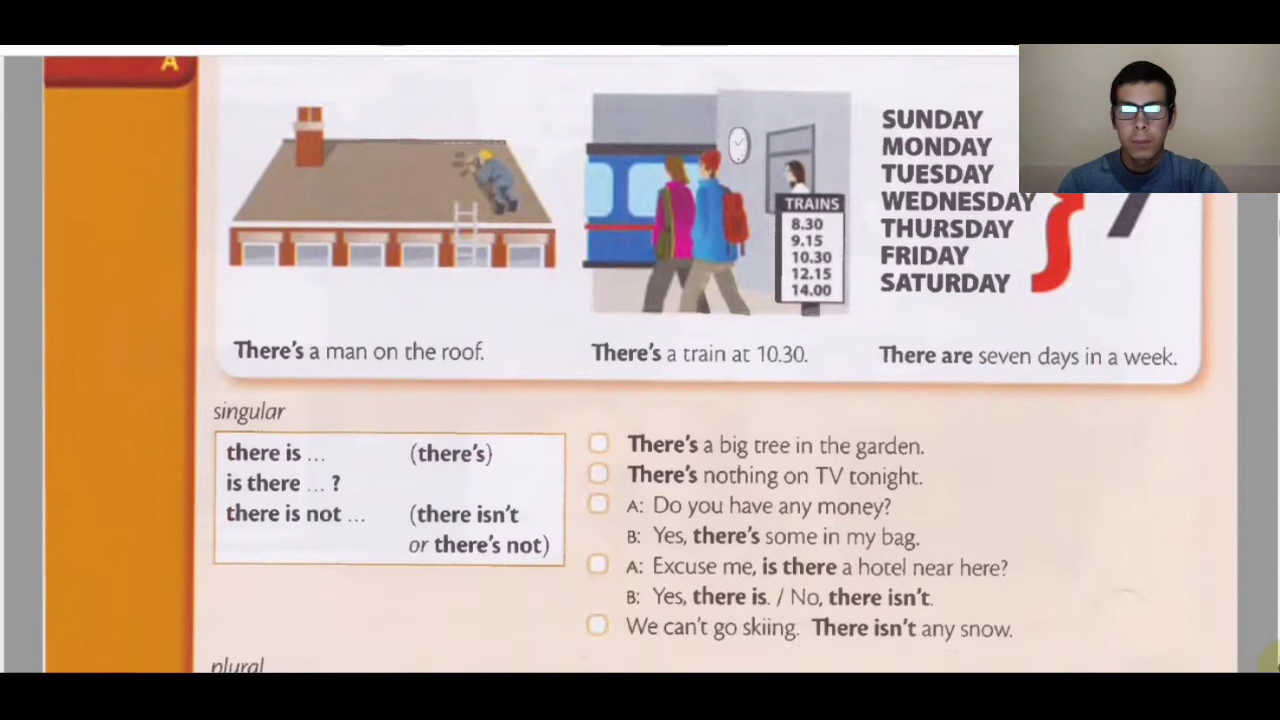 A
SUNDAY
MONDAY
TUESDAY
WEDNESDAY
THURSDAY
FRIDAY
SATURDAY
TRAINS
8.30
9.15
10.30
12.15
14.00
There's a man on the roof.
There's a train at 10.30.
There are seven days in a week.
singular
there is ... (there's)
is there ... ?
there is not ... (there isn't
or there's not)
There's a big tree in the garden.
There's nothing on TV tonight.
A: Do you have any money?
B: Yes, there's some in my bag.
A: Excuse me, is there a hotel near here?
B: Yes, there is. / No, there isn't.
We can't go skiing. There isn't any snow.
plural